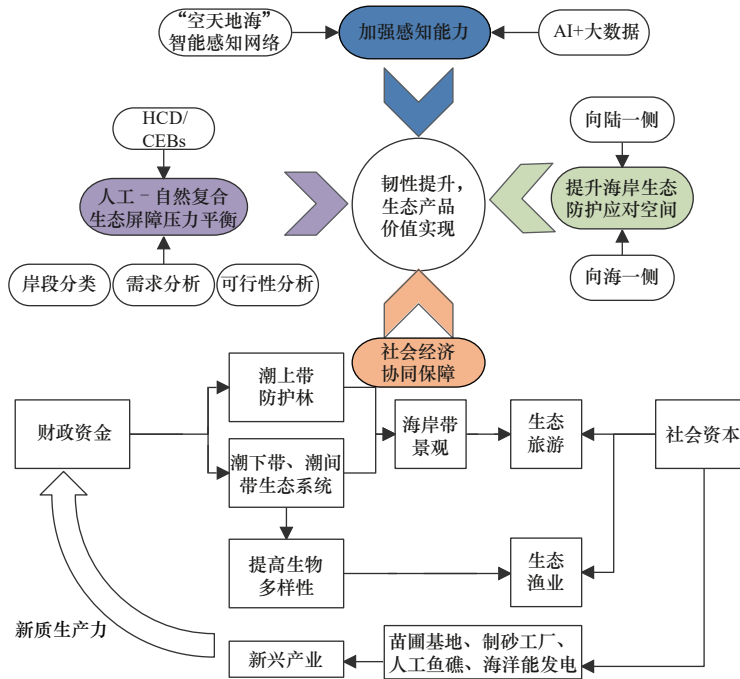 “空天地海”
智能感知网络
加强感知能力
AI+大数据
HCD/
CEBs
向陆一侧
人工–自然复合
生态屏障压力平衡
韧性提升，
生态产品
价值实现
提升海岸生态
防护应对空间
岸段分类
需求分析
可行性分析
向海一侧
社会经济
协同保障
财政资金
潮上带
防护林
潮下带、潮间
带生态系统
海岸带
景观
生态
旅游
社会资本
提高生物
多样性
生态
渔业
新质生产力
新兴产业
苗圃基地、制砂工厂、
人工鱼礁、海洋能发电